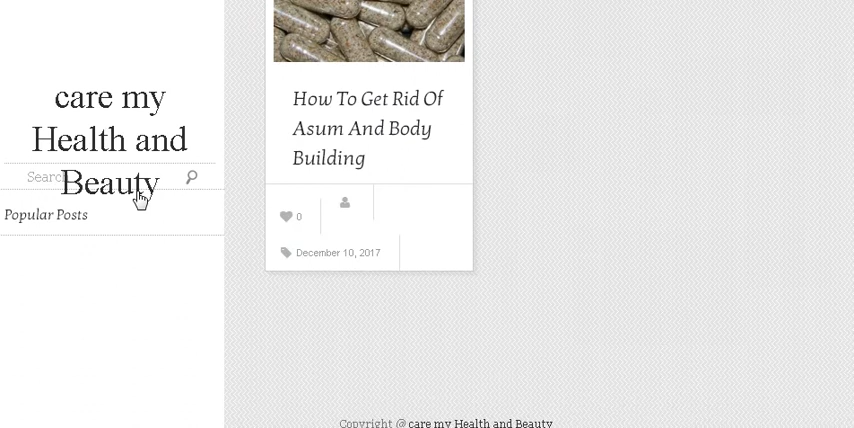 care my
Health and
Beauty
Search
Popular Posts
How To Get Rid Of
Asum And Body
Building
0
December 10, 2017
Copyright @ care my Health and Beauty